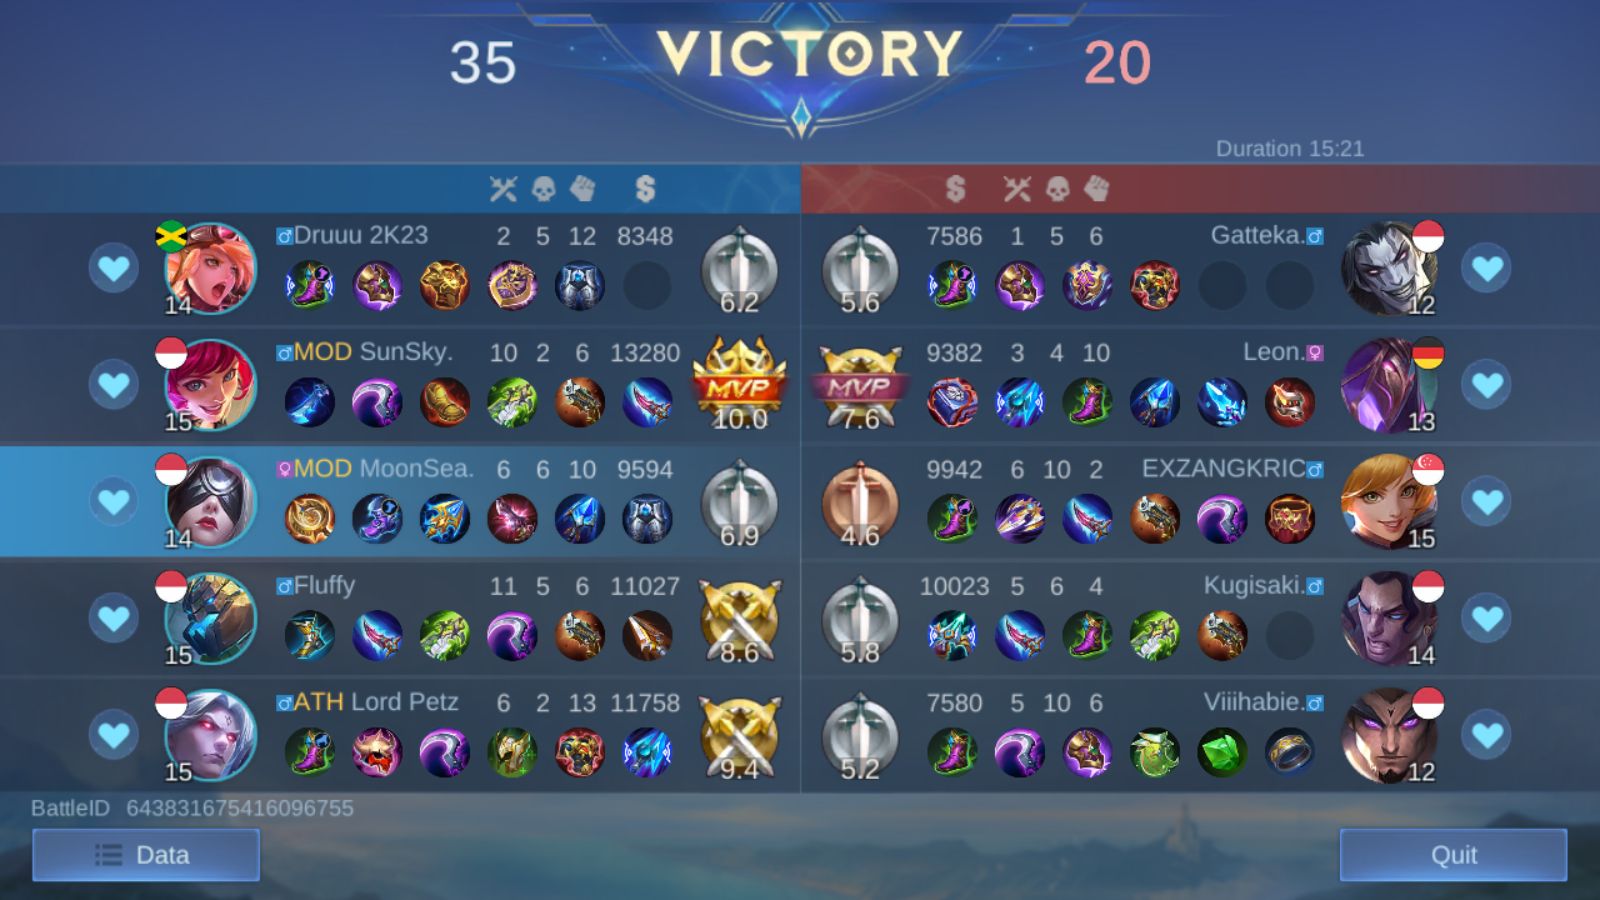 35 VICTORY 20
Duration 15:21
Druuu 2K23 2 5 12 8348
14 6.2
5.6 7586 1 5 6 Gatteka.
12
MOD SunSky. 10 2 6 13280
15 MVP 10.0
MVP 7.6 9382 3 4 10 Leon.
13
MOD MoonSea. 6 6 10 9594
14 6.9
4.6 9942 6 10 2 EXZANGKRIC
15
Fluffy 11 5 6 11027
15 8.6
5.8 10023 5 6 4 Kugisaki.
14
ATH Lord Petz 6 2 13 11758
15 9.4
5.2 7580 5 10 6 Viiihabie.
12
BattleID 643831675416096755
Data
Quit